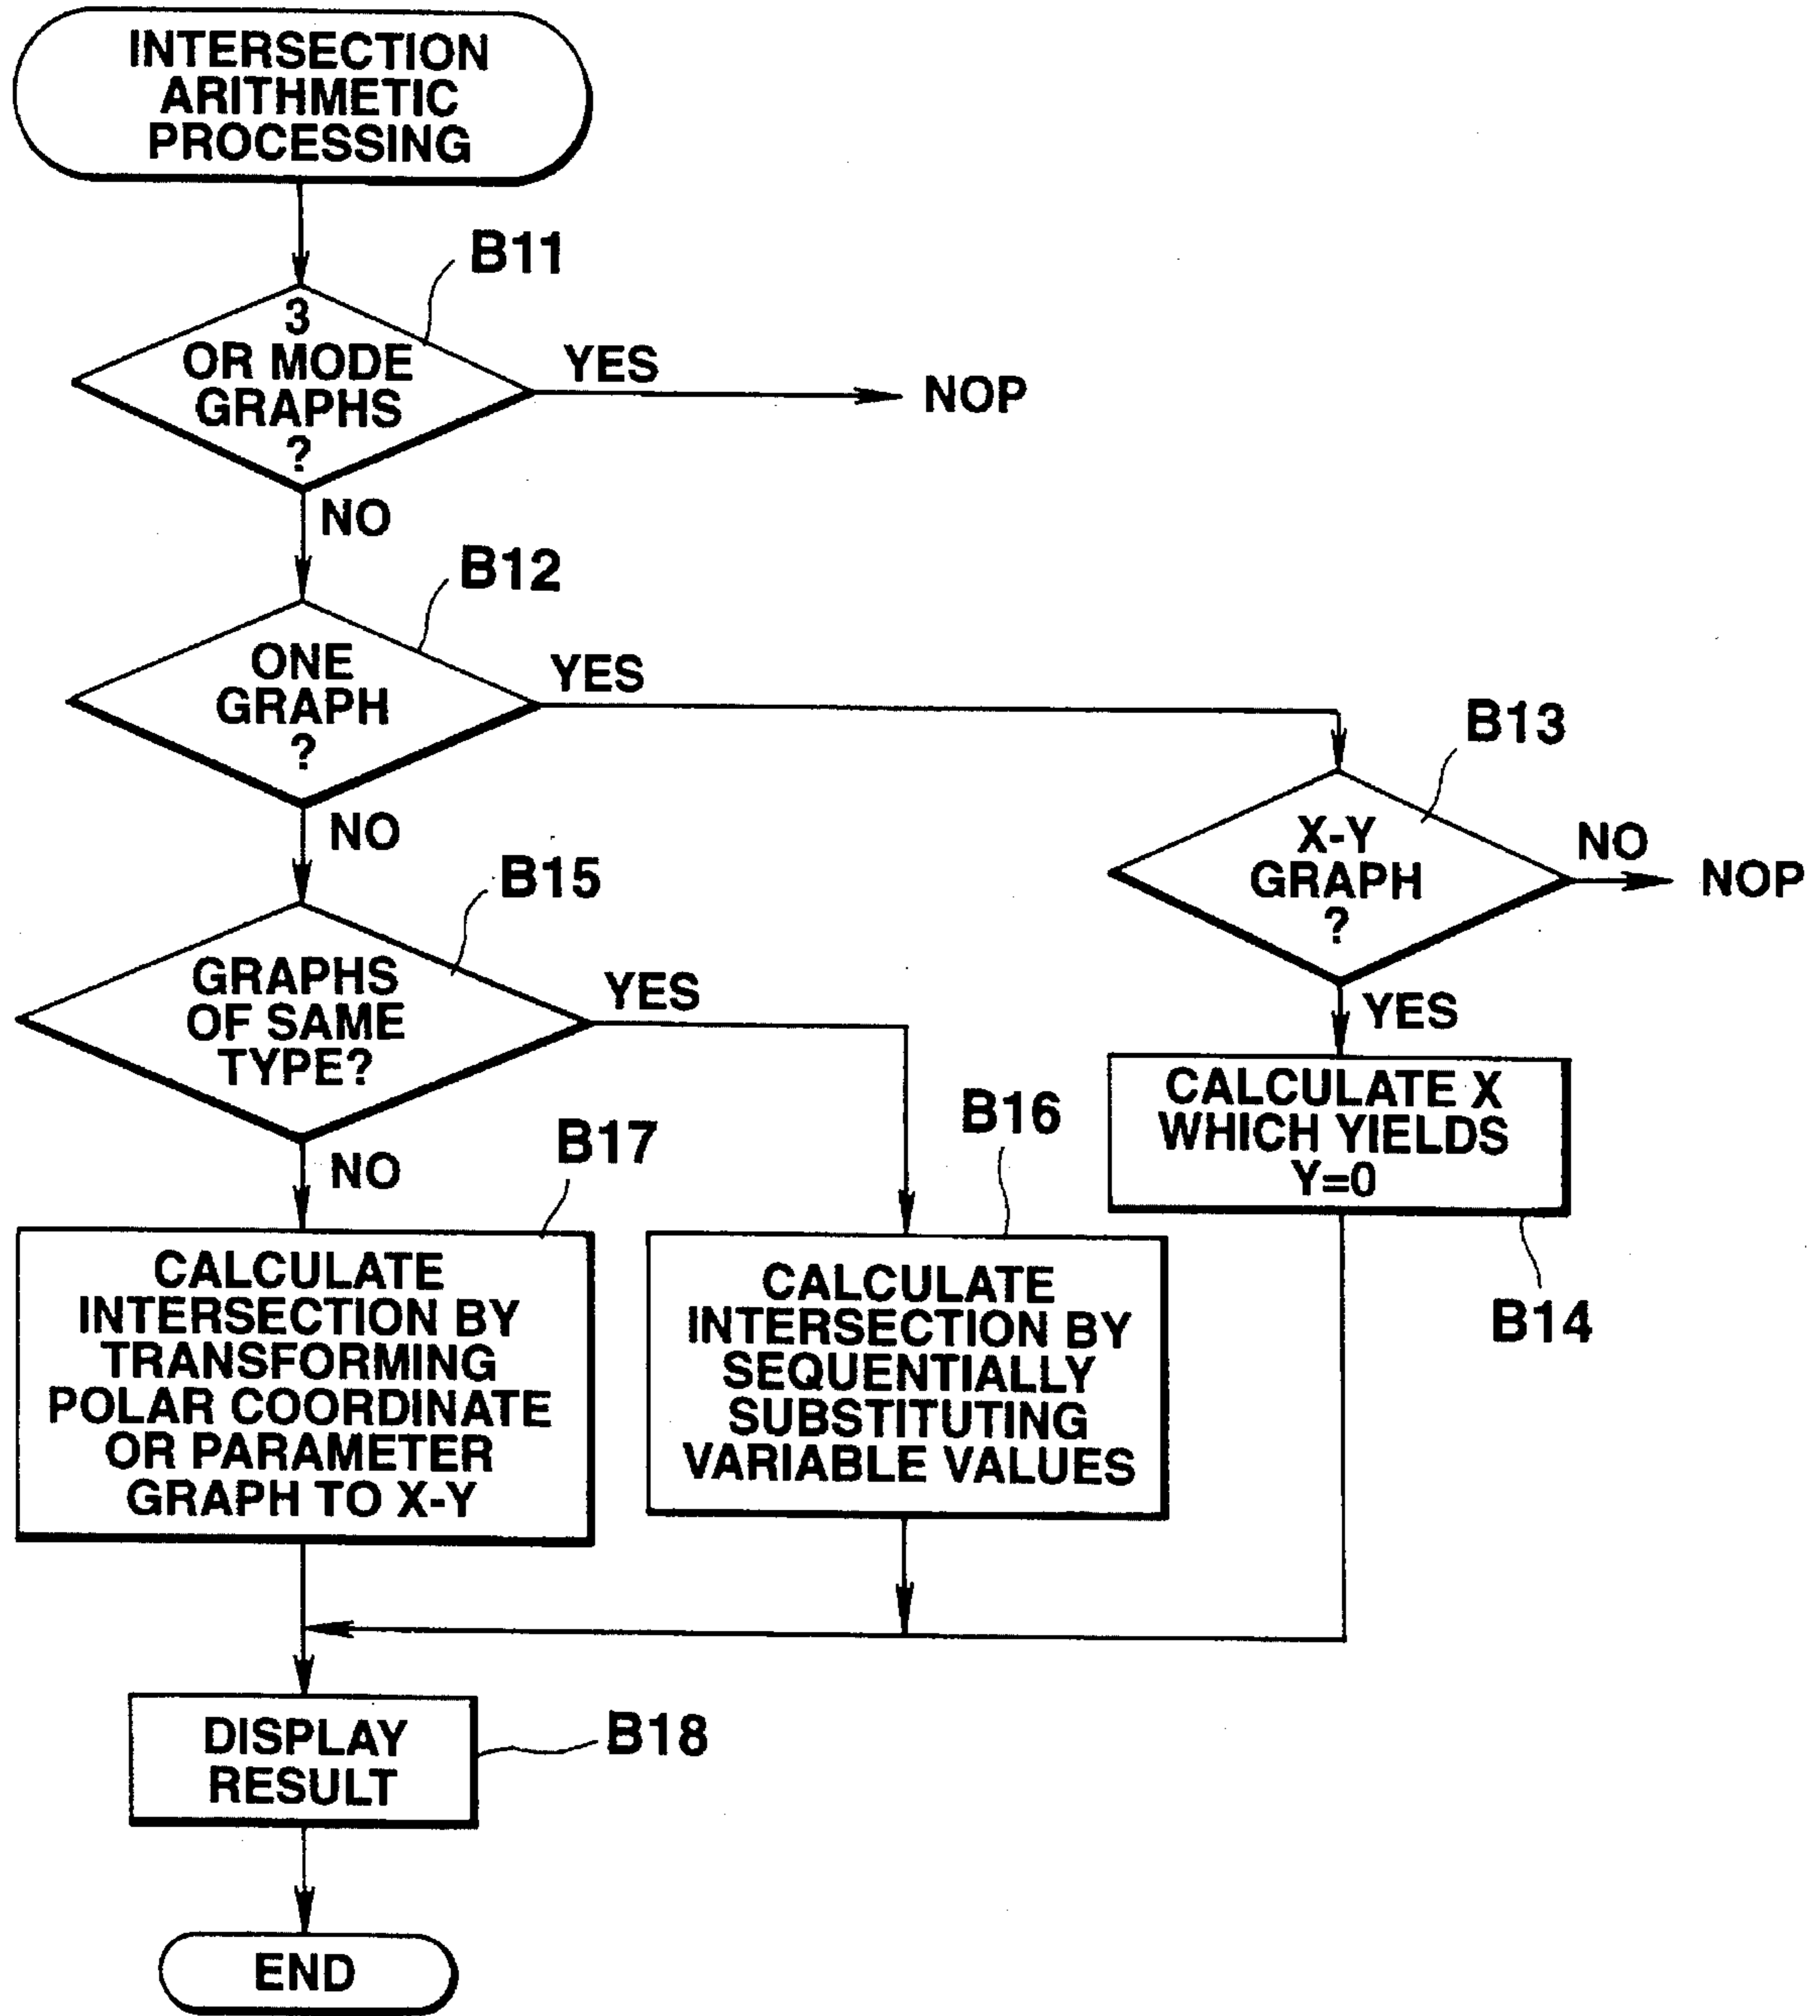 INTERSECTION
ARITHMETIC
PROCESSING
B11
3
OR MODE
GRAPHS
?
YES
NOP
NO
B12
ONE
GRAPH
?
YES
NO
B13
X-Y
GRAPH
?
NO
NOP
YES
B15
GRAPHS
OF SAME
TYPE?
YES
NO
CALCULATE X
WHICH YIELDS
Y=0
B14
B16
B17
CALCULATE
INTERSECTION BY
TRANSFORMING
POLAR COORDINATE
OR PARAMETER
GRAPH TO X-Y
CALCULATE
INTERSECTION BY
SEQUENTIALLY
SUBSTITUTING
VARIABLE VALUES
DISPLAY
RESULT
B18
END